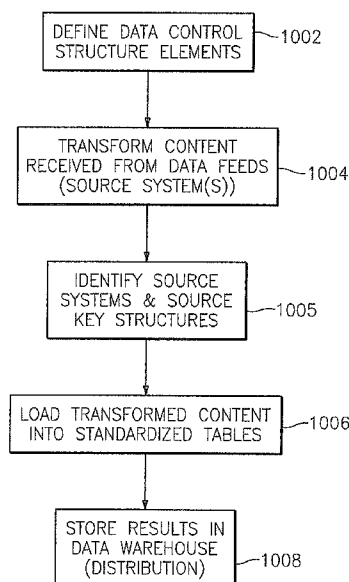 DEFINE DATA CONTROL
STRUCTURE ELEMENTS
1002
TRANSFORM CONTENT
RECEIVED FROM DATA FEEDS
(SOURCE SYSTEM(S))
1004
IDENTIFY SOURCE
SYSTEMS & SOURCE
KEY STRUCTURES
1005
LOAD TRANSFORMED CONTENT
INTO STANDARDIZED TABLES
1006
STORE RESULTS IN
DATA WAREHOUSE
(DISTRIBUTION)
1008